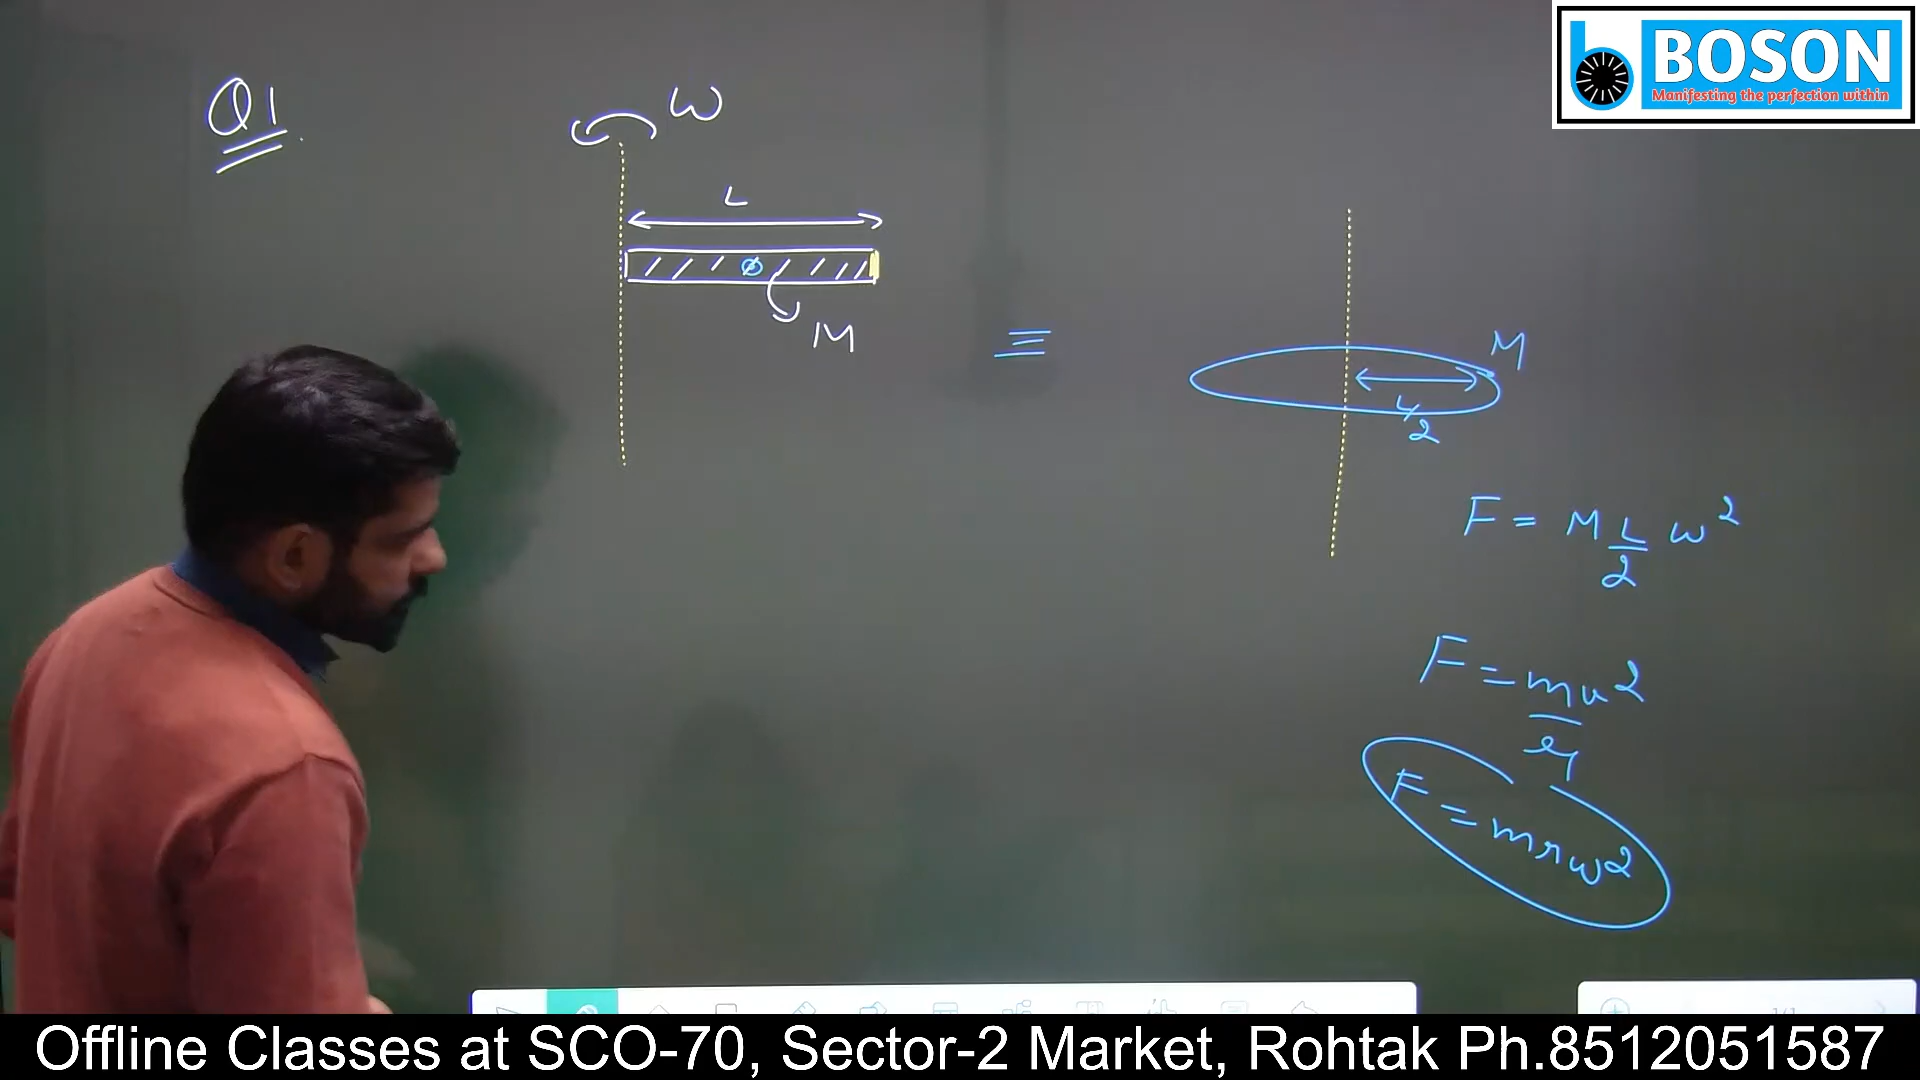 BOSON
Manifesting the perfection within
Q1.
ω
L
M
≡
M
L/2
F = M L/2 ω²
F = mv²/r
F = mrω²
Offline Classes at SCO-70, Sector-2 Market, Rohtak Ph.8512051587